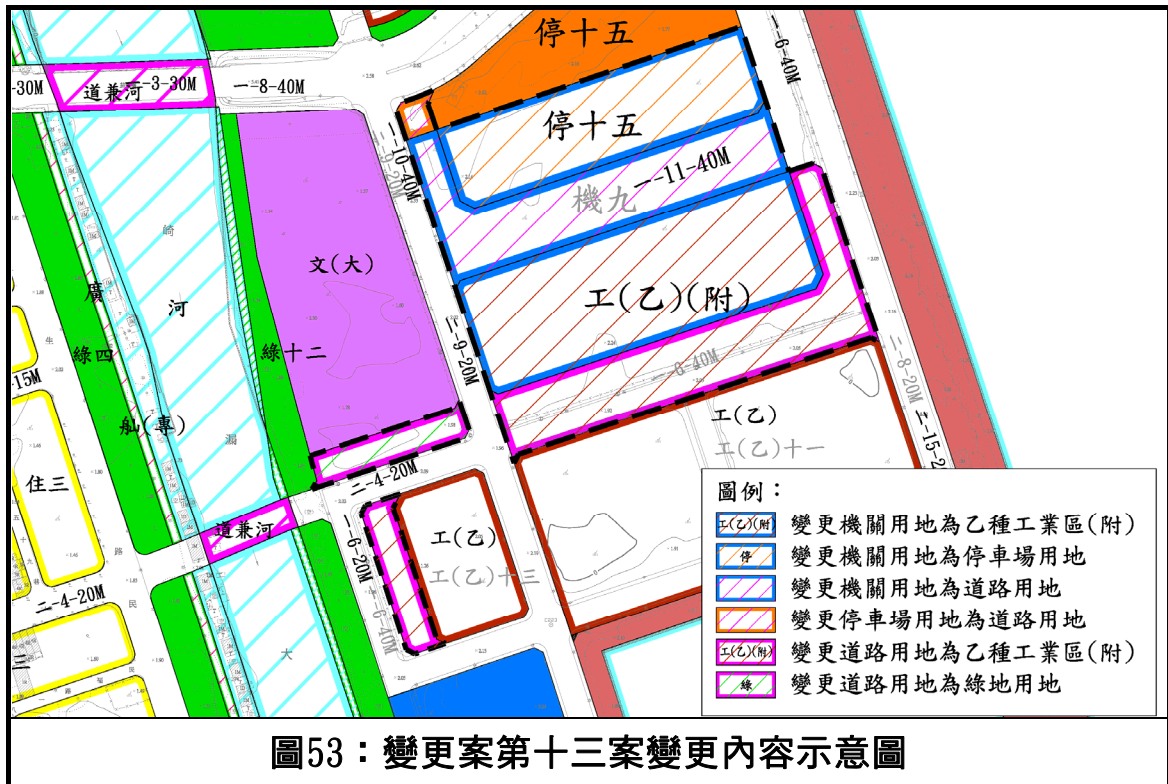 停十五
一-6-40M
-30M
道兼河
一-3-30M
一-8-40M
停十五
一-10-40M
二-9-20M
一-11-40M
機九
崎
文(大)
工(乙)(附)
廣
河
二-9-20M
綠四
綠十二
生
-15M
一-6-40M
二-8-20M
舢(專)
漏
工(乙)
工(乙)十一
二-15-2
住三
二-4-20M
道兼河
工(乙)
工(乙)十三
一-6-20M
一-6-40M
路
民
二-4-20M
大
三
圖例：
工(乙)(附) 變更機關用地為乙種工業區(附)
停 變更機關用地為停車場用地
變更機關用地為道路用地
變更停車場用地為道路用地
工(乙)(附) 變更道路用地為乙種工業區(附)
綠 變更道路用地為綠地用地
圖53：變更案第十三案變更內容示意圖